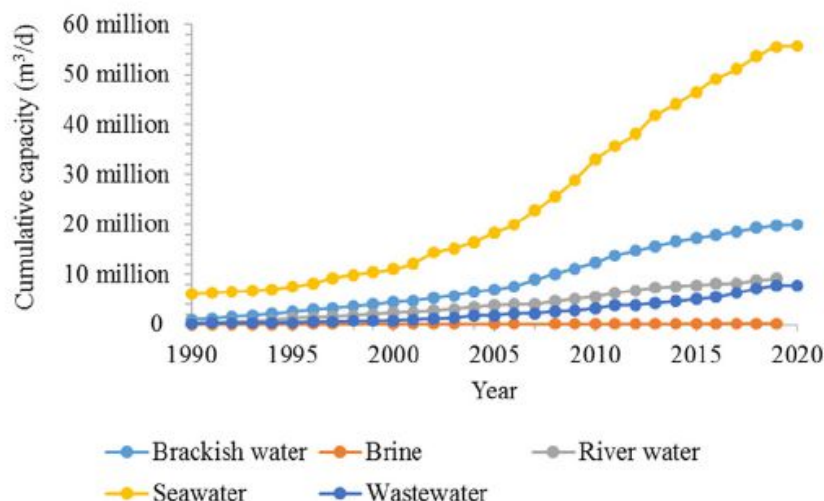 60 million
50 million
40 million
30 million
20 million
10 million
0
Cumulative capacity (m³/d)
1990 1995 2000 2005 2010 2015 2020
Year
Brackish water Brine River water
Seawater Wastewater